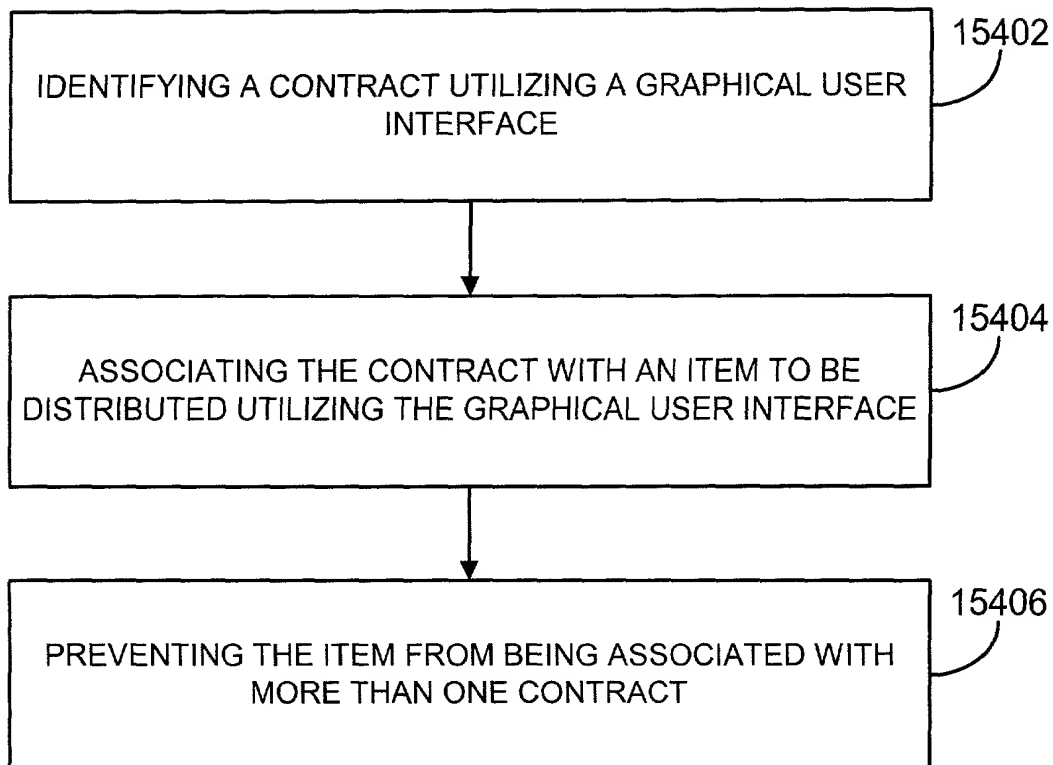 15402
IDENTIFYING A CONTRACT UTILIZING A GRAPHICAL USER
INTERFACE
15404
ASSOCIATING THE CONTRACT WITH AN ITEM TO BE
DISTRIBUTED UTILIZING THE GRAPHICAL USER INTERFACE
15406
PREVENTING THE ITEM FROM BEING ASSOCIATED WITH
MORE THAN ONE CONTRACT